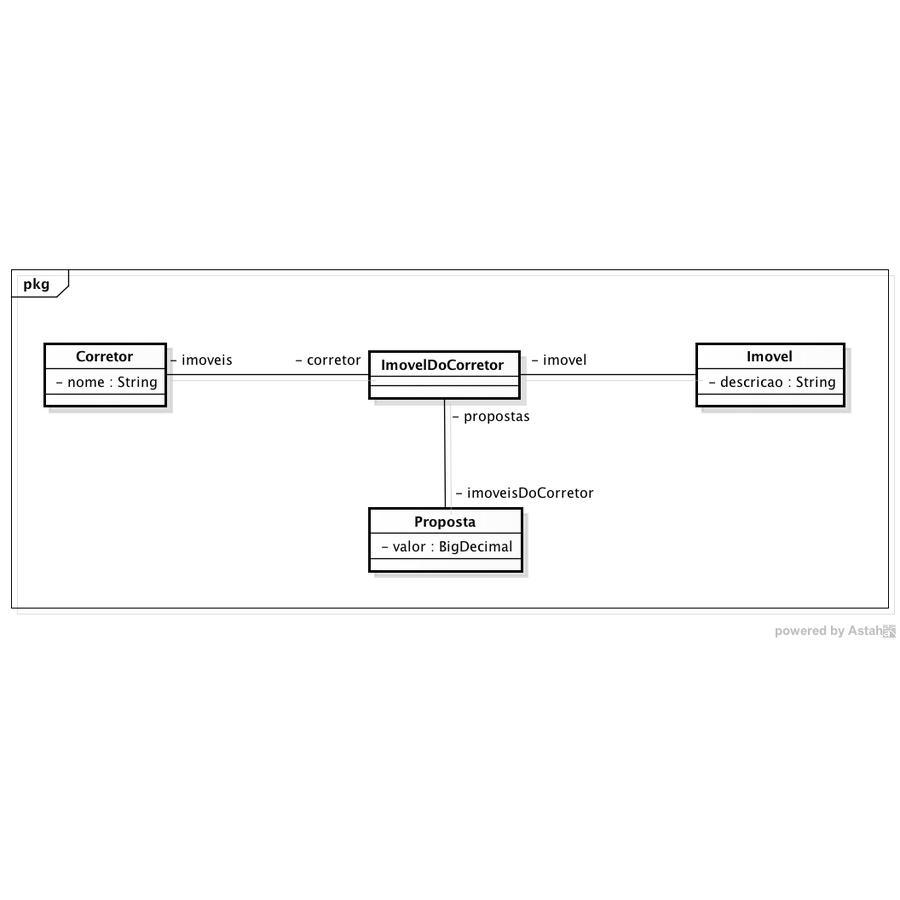 pkg
Corretor
- nome : String
- imoveis
- corretor
ImovelDoCorretor
- imovel
Imovel
- descricao : String
- propostas
- imoveisDoCorretor
Proposta
- valor : BigDecimal
powered by Astah